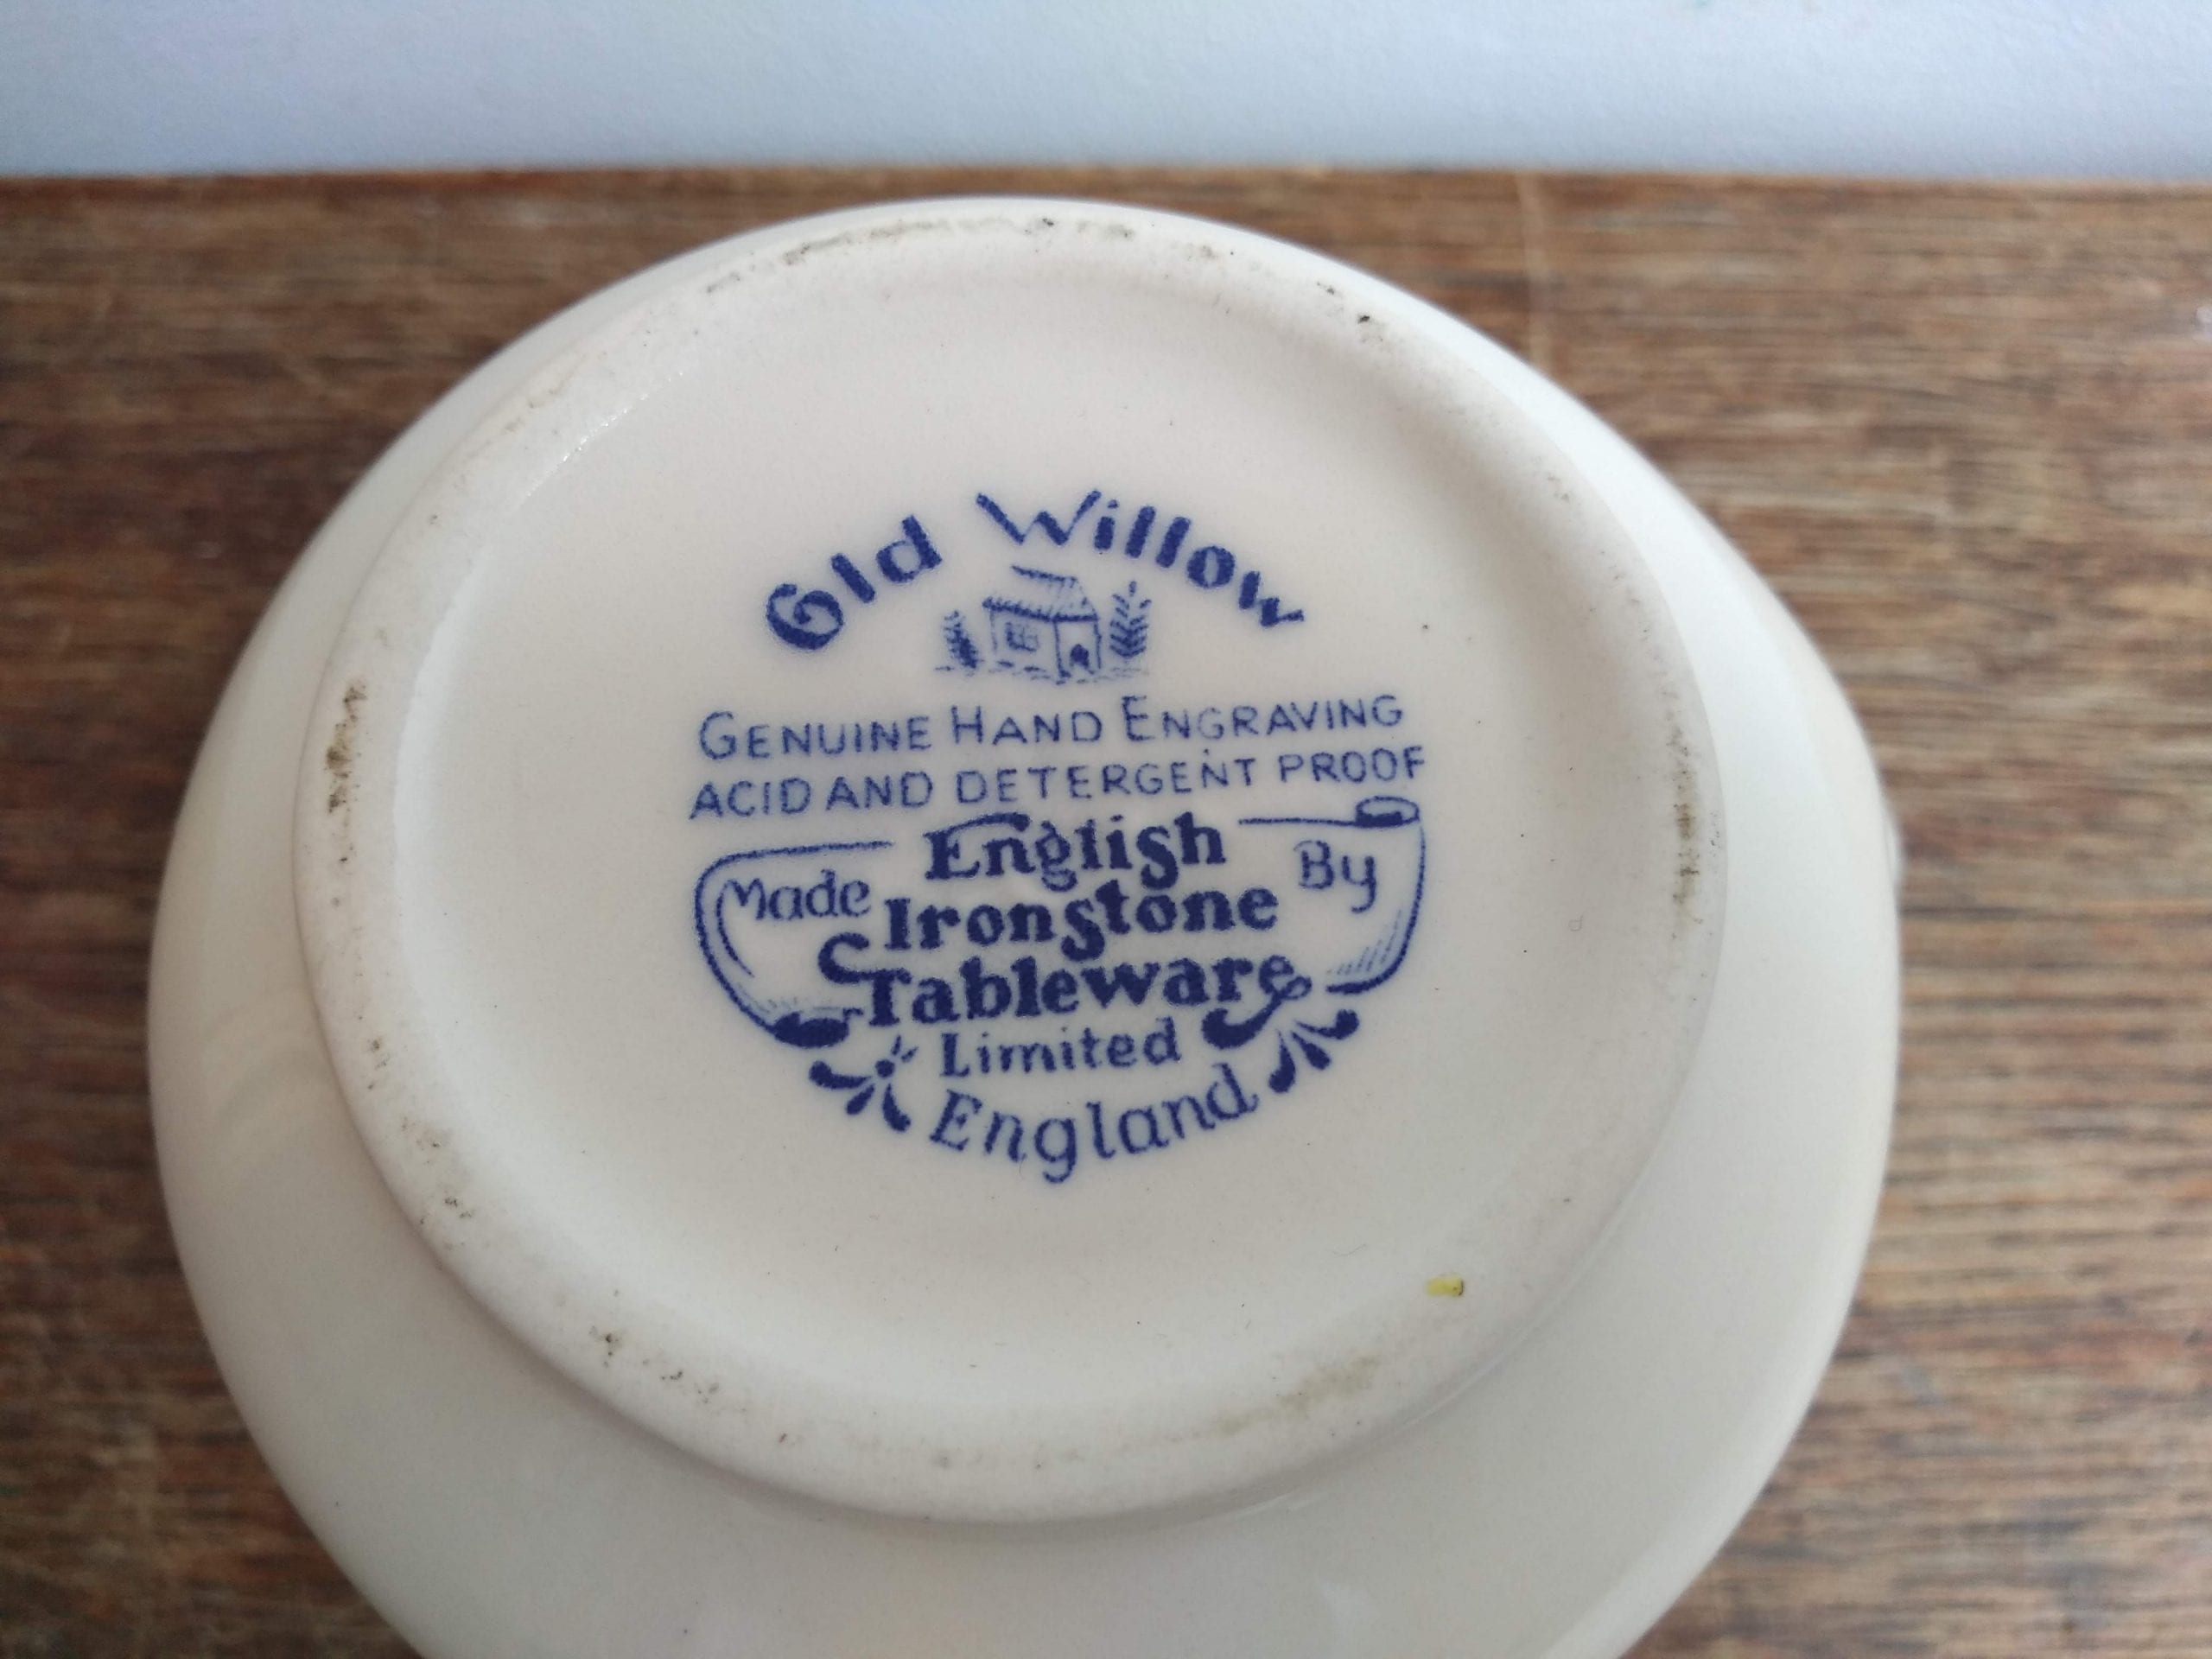 Old Willow
GENUINE HAND ENGRAVING
ACID AND DETERGENT PROOF
Made English By
Ironstone
Tableware
Limited
England